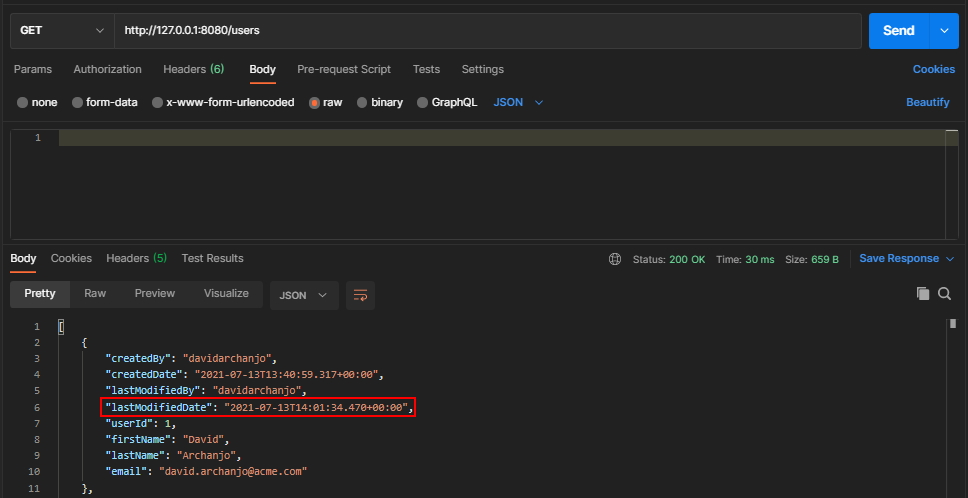 GET http://127.0.0.1:8080/users Send
Params Authorization Headers (6) Body Pre-request Script Tests Settings Cookies
none form-data x-www-form-urlencoded raw binary GraphQL JSON Beautify
1
Body Cookies Headers (5) Test Results Status: 200 OK Time: 30 ms Size: 659 B Save Response
Pretty Raw Preview Visualize JSON
1 [
2 {
3 "createdBy": "davidarchanjo",
4 "createdDate": "2021-07-13T13:40:59.317+00:00",
5 "lastModifiedBy": "davidarchanjo",
6 "lastModifiedDate": "2021-07-13T14:01:34.470+00:00",
7 "userId": 1,
8 "firstName": "David",
9 "lastName": "Archanjo",
10 "email": "david.archanjo@acme.com"
11 },